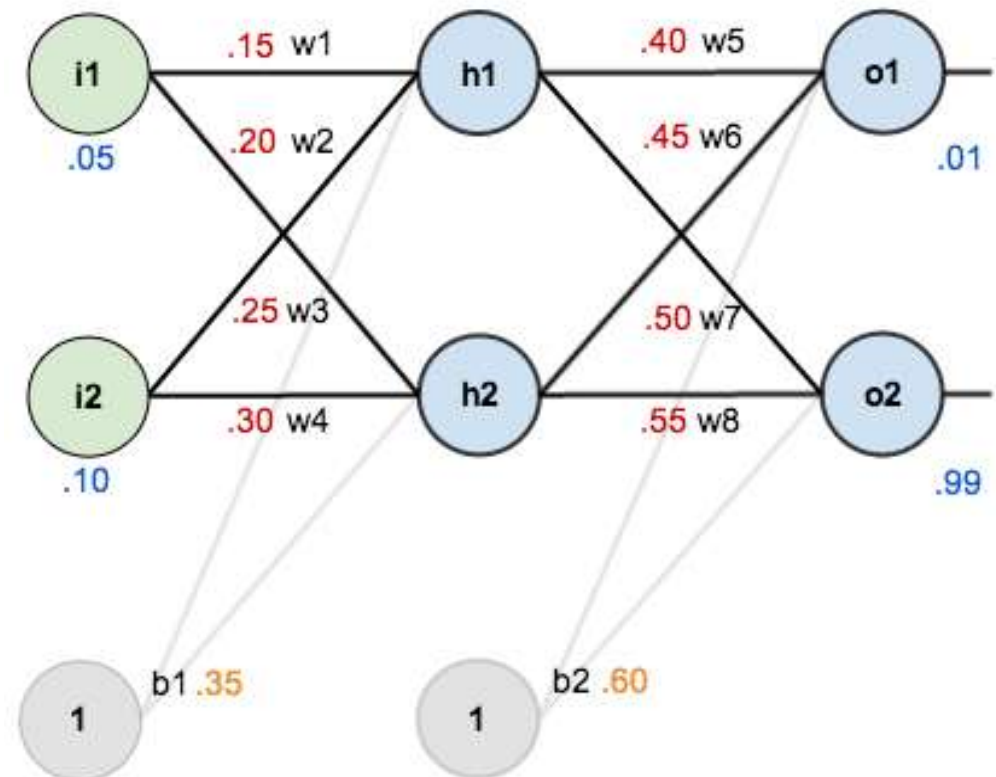 .15 w1
.40 w5
i1
h1
o1
.20 w2
.45 w6
.05
.01
.25 w3
.50 w7
i2
h2
o2
.30 w4
.55 w8
.10
.99
b1 .35
b2 .60
1
1